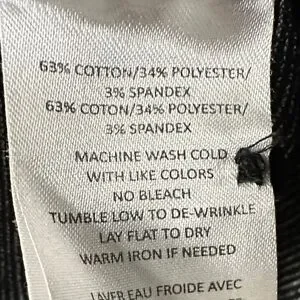 63% COTTON/34% POLYESTER/
3% SPANDEX
63% COTON/34% POLYESTER/
3% SPANDEX
MACHINE WASH COLD
WITH LIKE COLORS
NO BLEACH
TUMBLE LOW TO DE-WRINKLE
LAY FLAT TO DRY
WARM IRON IF NEEDED
LAVER EAU FROIDE AVEC